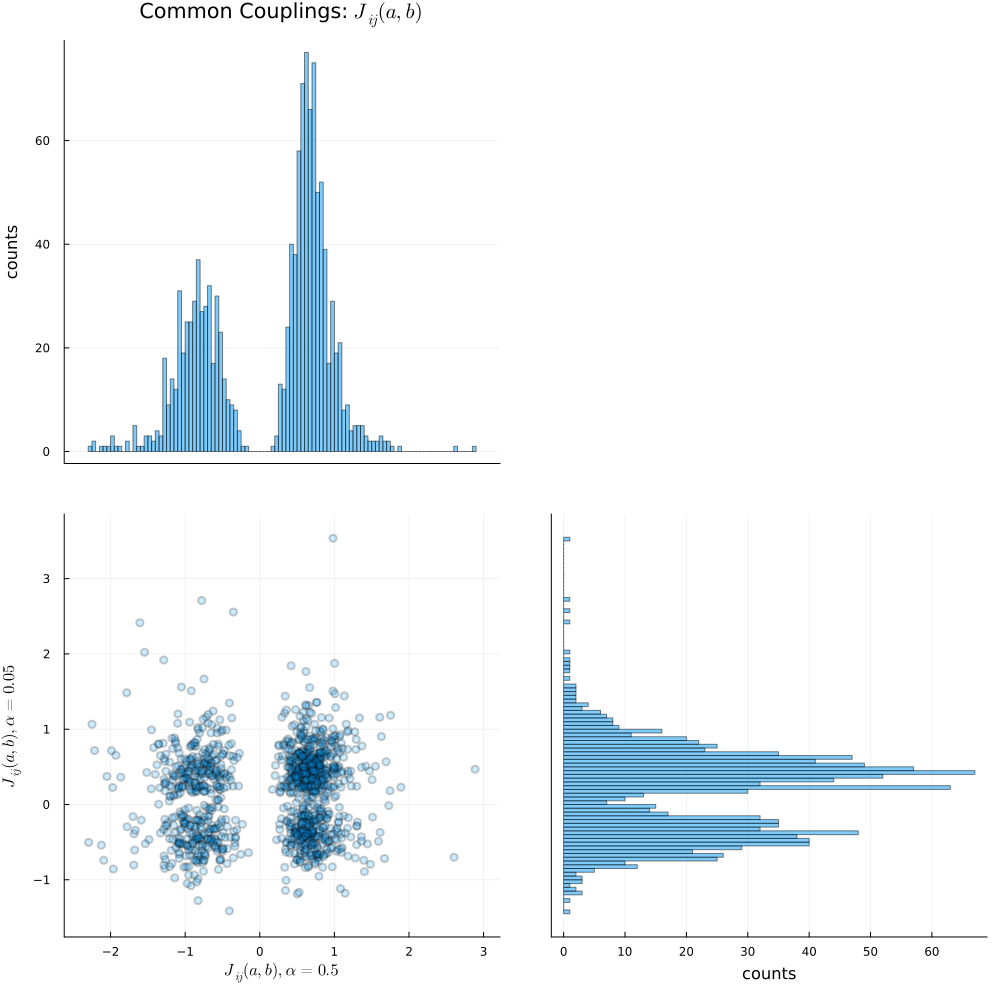 Common Couplings: J_ij(a, b)
counts
60
40
20
0
J_ij(a, b), α = 0.05
3
2
1
0
−1
−2 −1 0 1 2 3
J_ij(a, b), α = 0.5
0 10 20 30 40 50 60
counts